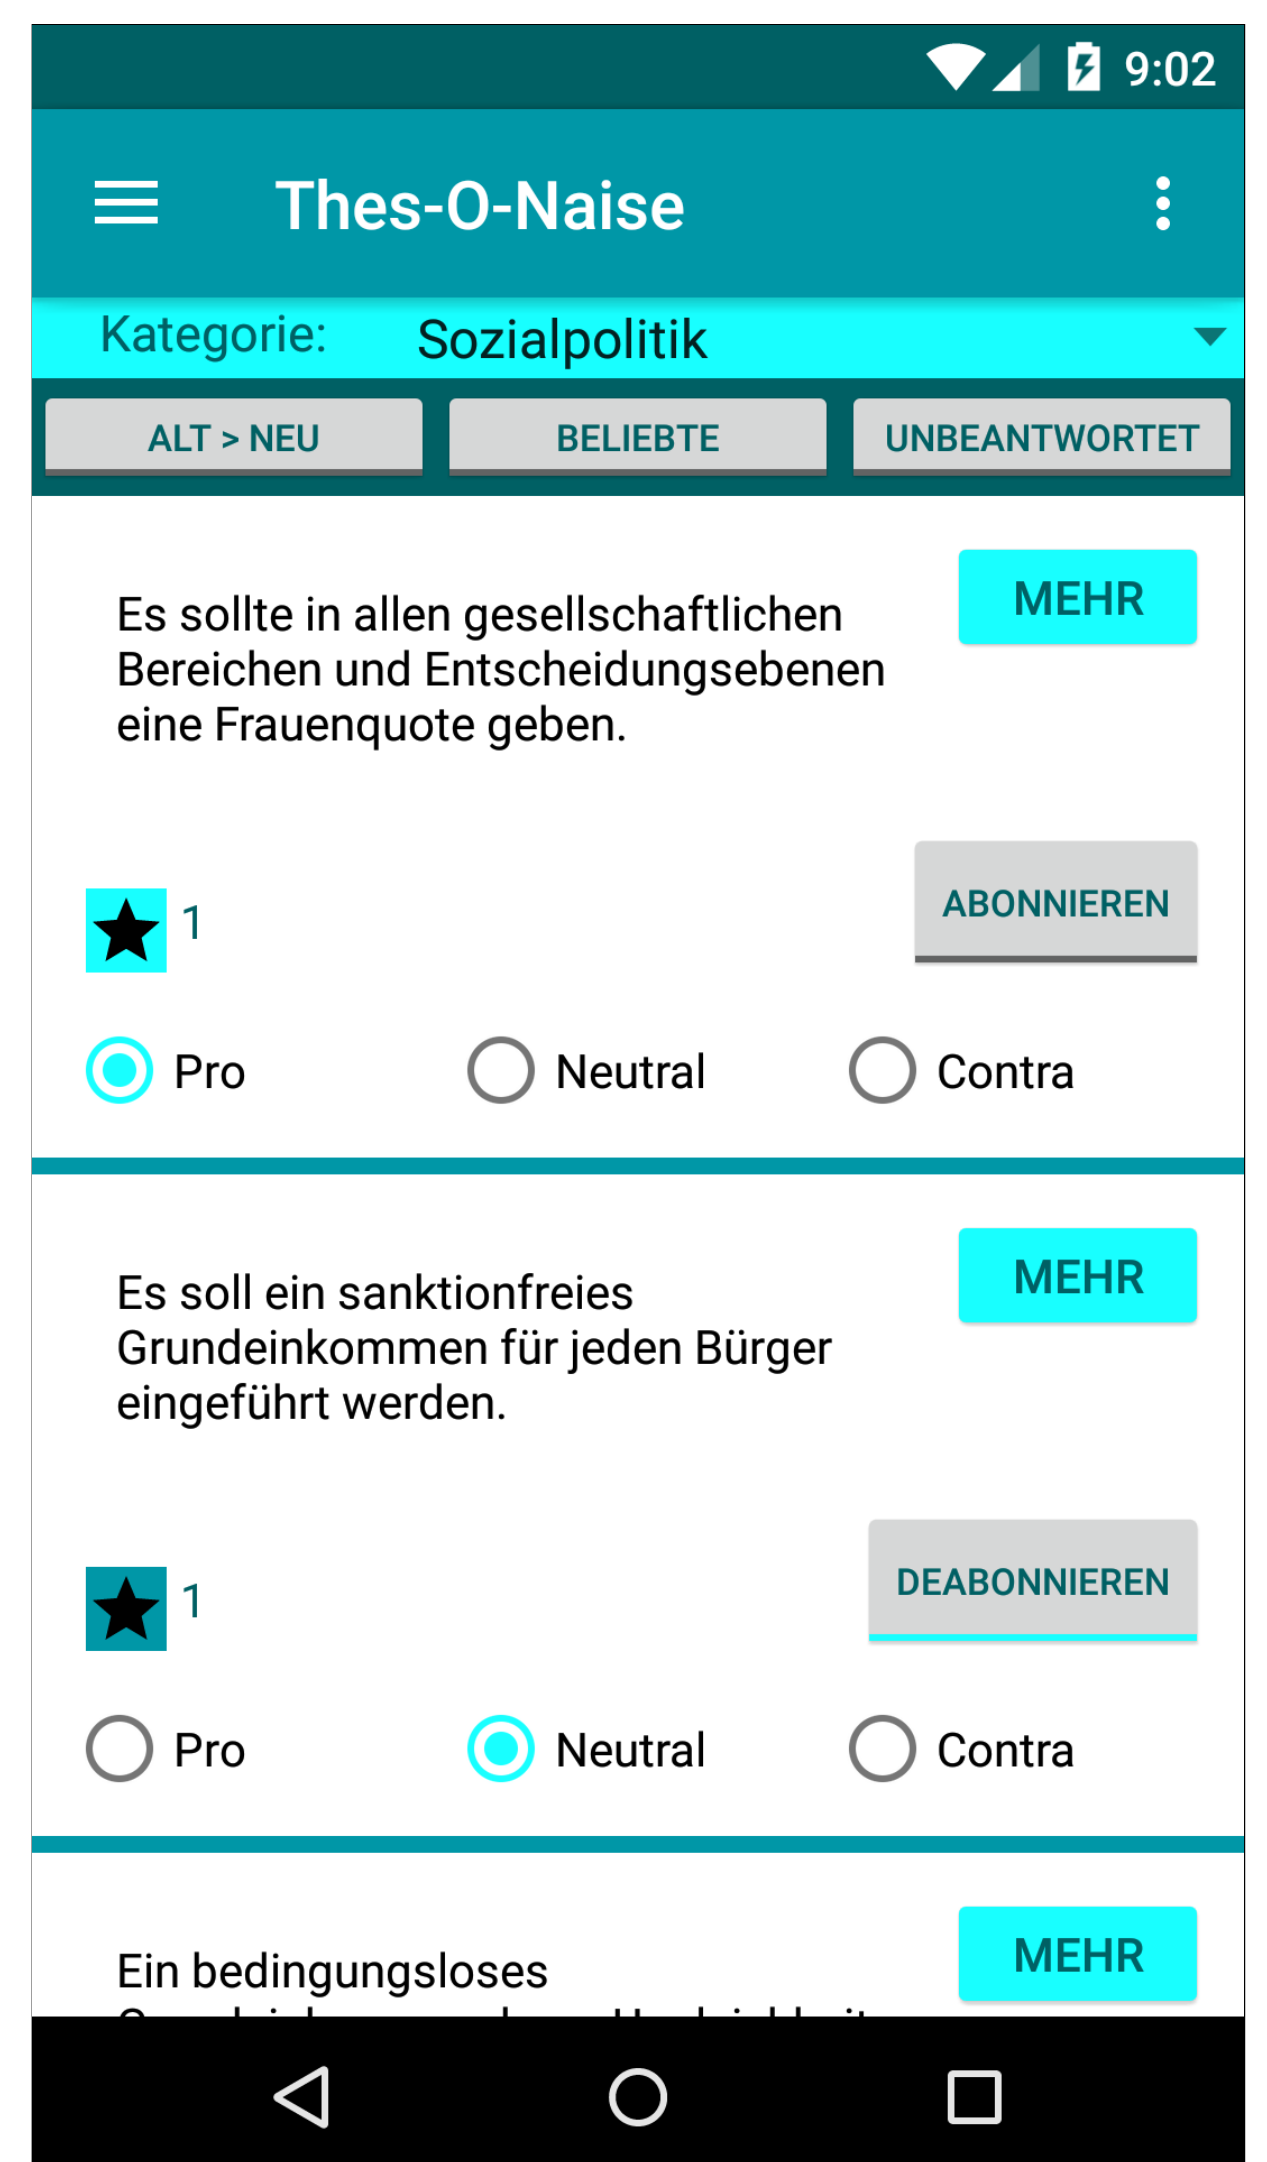 9:02
Thes-O-Naise
Kategorie: Sozialpolitik
ALT > NEU BELIEBTE UNBEANTWORTET
MEHR
Es sollte in allen gesellschaftlichen
Bereichen und Entscheidungsebenen
eine Frauenquote geben.
1 ABONNIEREN
Pro Neutral Contra
MEHR
Es soll ein sanktionfreies
Grundeinkommen für jeden Bürger
eingeführt werden.
1 DEABONNIEREN
Pro Neutral Contra
MEHR
Ein bedingungsloses